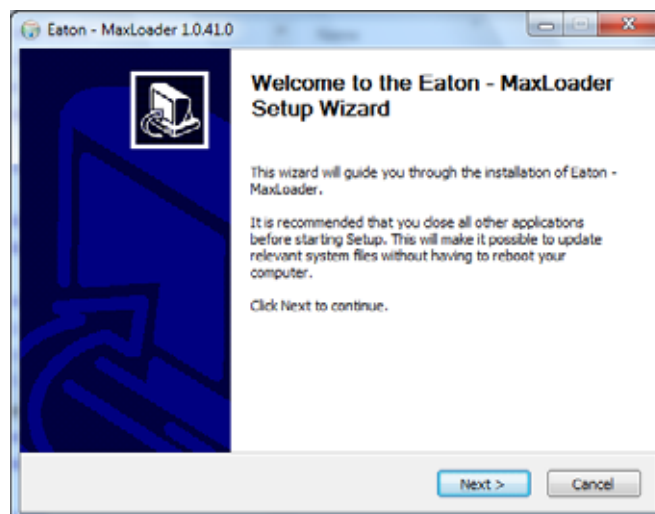 Eaton - MaxLoader 1.0.41.0
Welcome to the Eaton - MaxLoader
Setup Wizard
This wizard will guide you through the installation of Eaton -
MaxLoader.
It is recommended that you close all other applications
before starting Setup. This will make it possible to update
relevant system files without having to reboot your
computer.
Click Next to continue.
Next >
Cancel